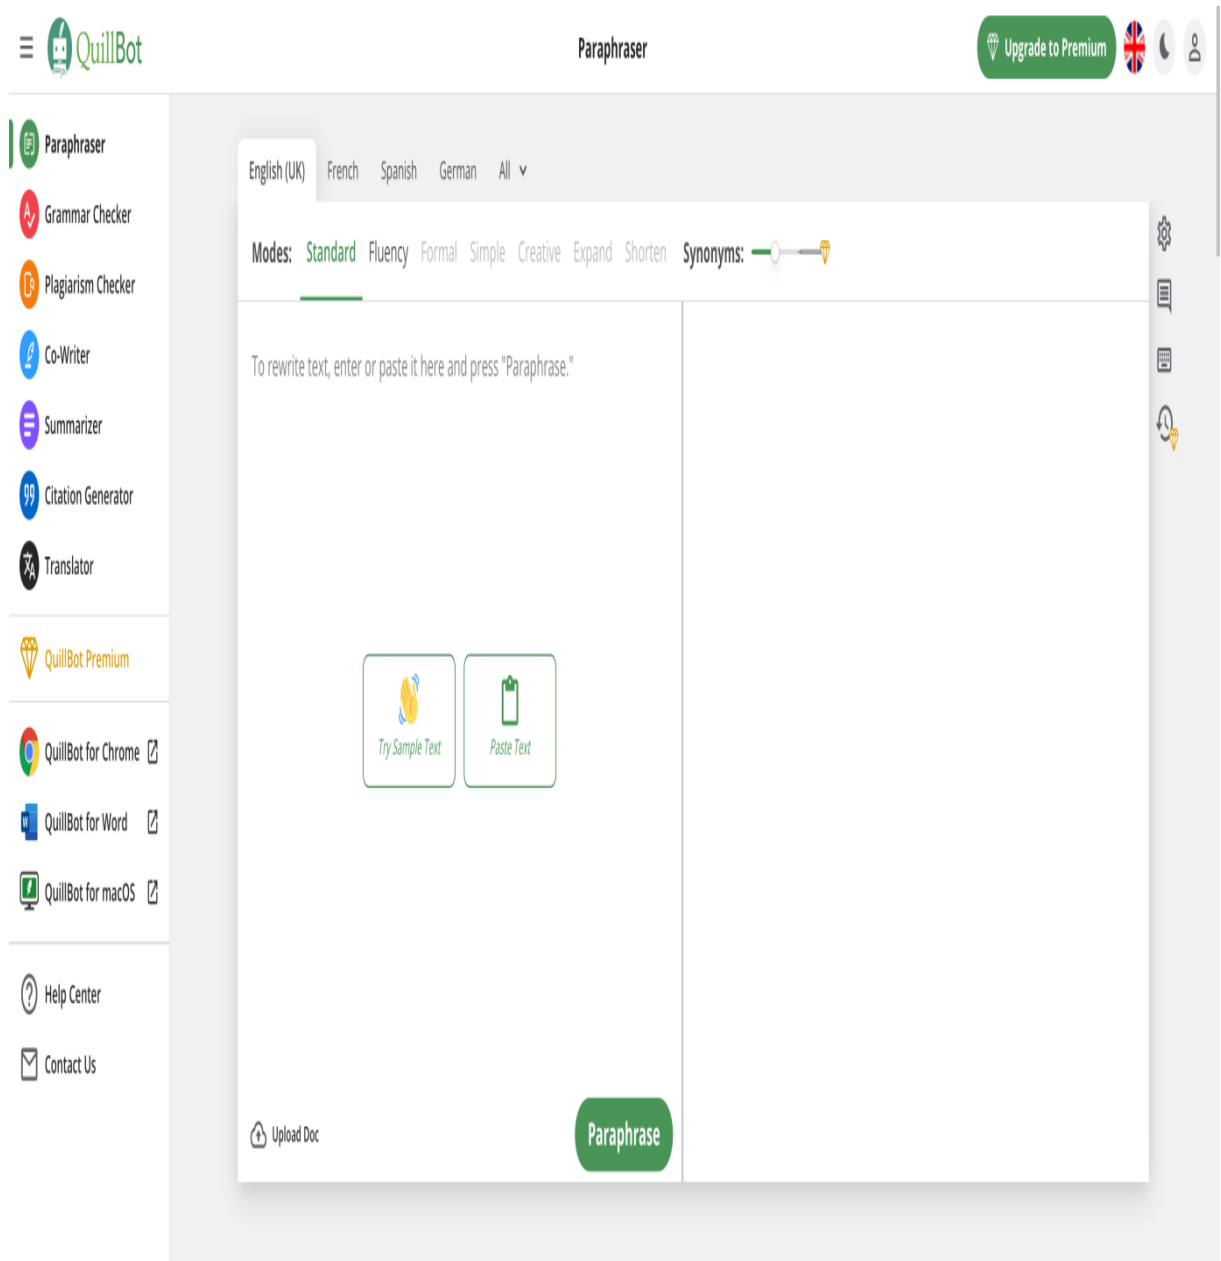 QuillBot
Paraphraser
Upgrade to Premium
Paraphraser
Grammar Checker
Plagiarism Checker
Co-Writer
Summarizer
Citation Generator
Translator
QuillBot Premium
QuillBot for Chrome
QuillBot for Word
QuillBot for macOS
Help Center
Contact Us
English (UK) French Spanish German All
Modes: Standard Fluency Formal Simple Creative Expand Shorten Synonyms:
To rewrite text, enter or paste it here and press "Paraphrase."
Try Sample Text Paste Text
Upload Doc Paraphrase